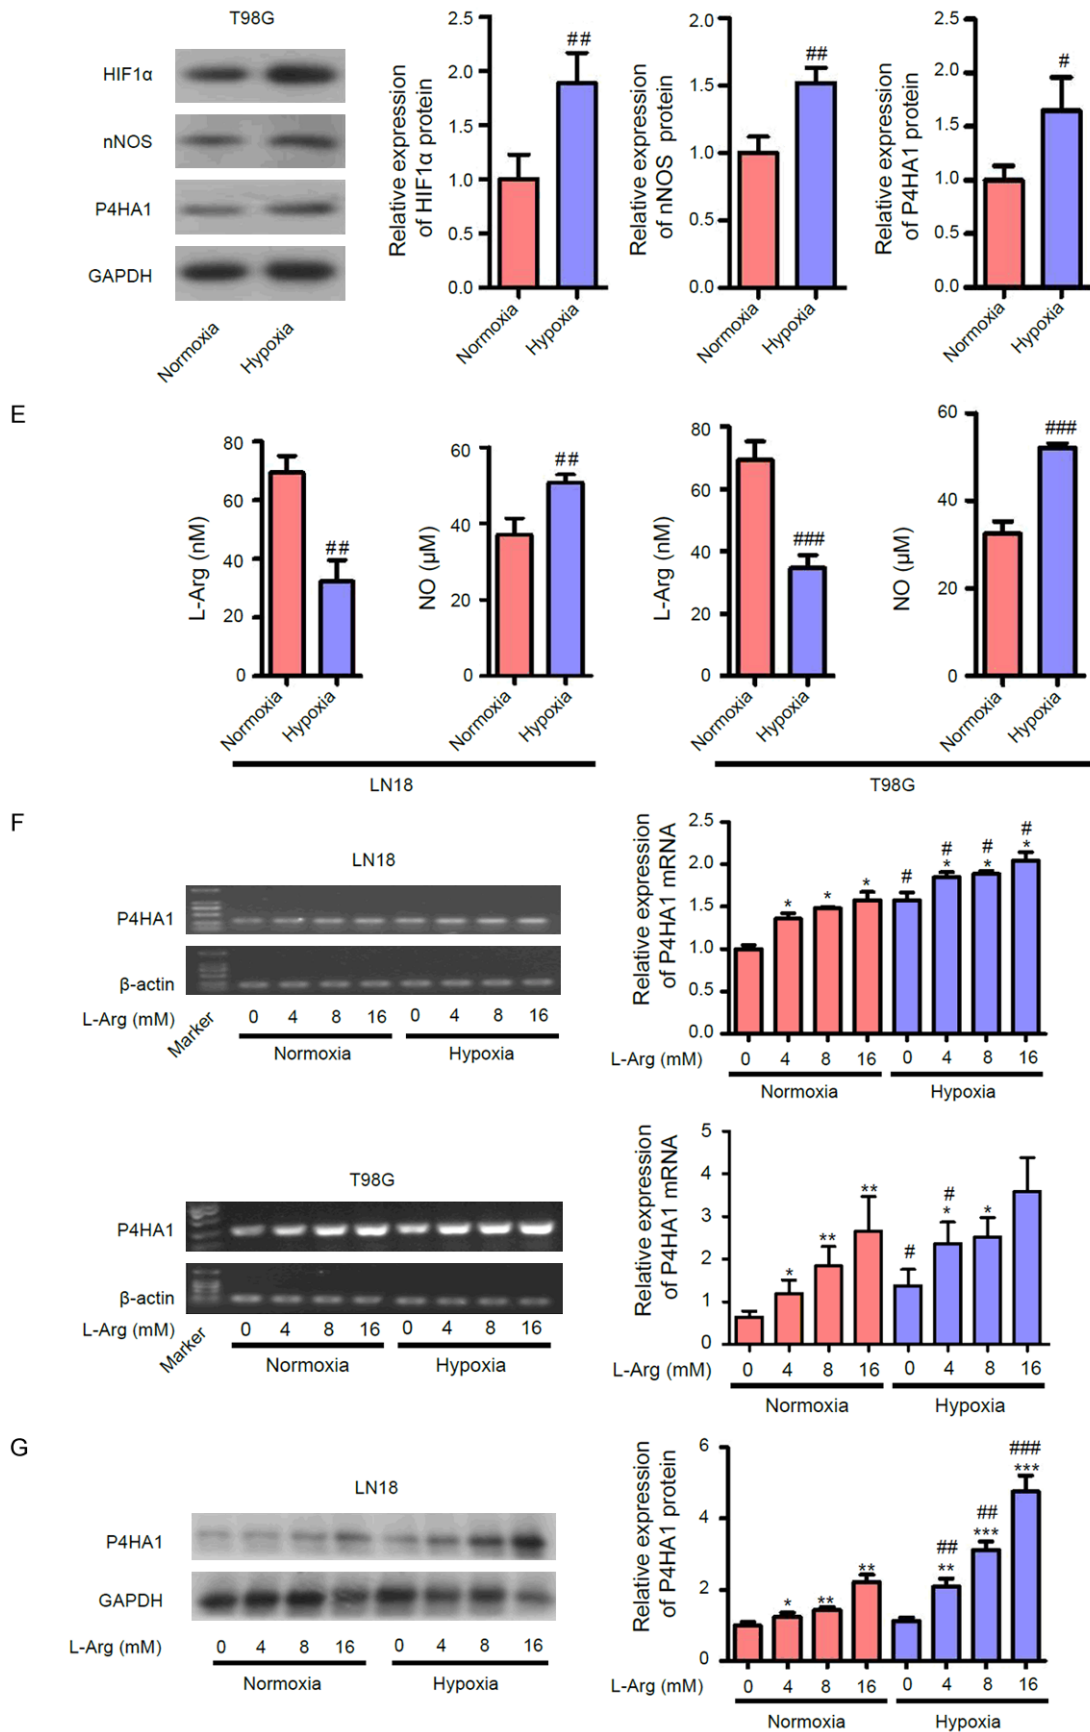 T98G
HIF1α
nNOS
P4HA1
GAPDH
Normoxia
Hypoxia
Relative expression
of HIF1α protein
2.5
2.0
1.5
1.0
0.5
0.0
##
Normoxia
Hypoxia
Relative expression
of nNOS protein
2.0
1.5
1.0
0.5
0.0
##
Normoxia
Hypoxia
Relative expression
of P4HA1 protein
2.5
2.0
1.5
1.0
0.5
0.0
#
Normoxia
Hypoxia
E
L-Arg (nM)
80
60
40
20
0
##
Normoxia
Hypoxia
NO (µM)
60
40
20
0
##
Normoxia
Hypoxia
LN18
L-Arg (nM)
80
60
40
20
0
###
Normoxia
Hypoxia
NO (µM)
60
40
20
0
###
Normoxia
Hypoxia
T98G
F
LN18
P4HA1
β-actin
L-Arg (mM) 0 4 8 16 0 4 8 16
Marker
Normoxia Hypoxia
Relative expression
of P4HA1 mRNA
2.5
2.0
1.5
1.0
0.5
0.0
* * * # #* #* #*
L-Arg (mM) 0 4 8 16 0 4 8 16
Normoxia Hypoxia
T98G
P4HA1
β-actin
L-Arg (mM) 0 4 8 16 0 4 8 16
Marker
Normoxia Hypoxia
Relative expression
of P4HA1 mRNA
5
4
3
2
1
0
* ** ** # #* *
L-Arg (mM) 0 4 8 16 0 4 8 16
Normoxia Hypoxia
G
LN18
P4HA1
GAPDH
L-Arg (mM) 0 4 8 16 0 4 8 16
Normoxia Hypoxia
Relative expression
of P4HA1 protein
6
4
2
0
* ** ** ##** ##*** ###***
L-Arg (mM) 0 4 8 16 0 4 8 16
Normoxia Hypoxia